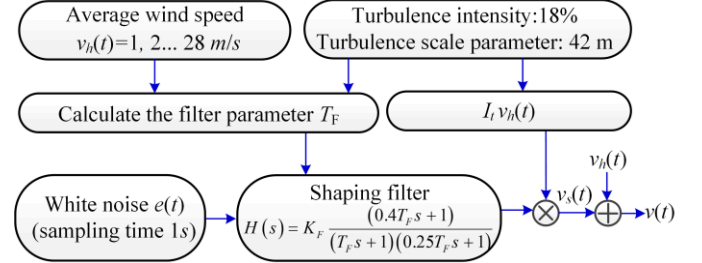 Average wind speed
v_h(t)=1, 2... 28 m/s
Turbulence intensity:18%
Turbulence scale parameter: 42 m
Calculate the filter parameter T_F
I_t v_h(t)
White noise e(t)
(sampling time 1s)
Shaping filter
H(s) = K_F (0.4T_F s + 1) / (T_F s + 1)(0.25T_F s + 1)
v_h(t)
v_s(t)
v(t)